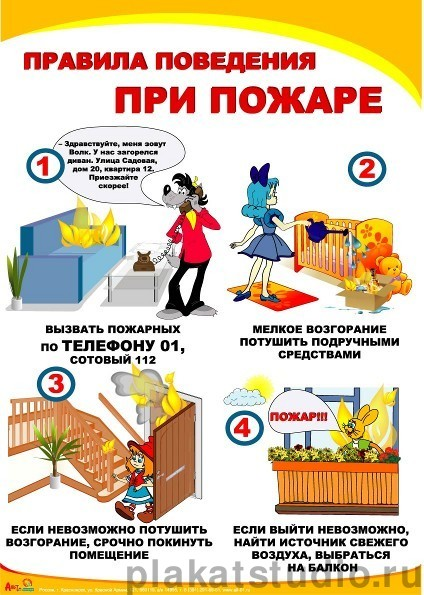 ПРАВИЛА ПОВЕДЕНИЯ
ПРИ ПОЖАРЕ
1
– Здравствуйте, меня зовут
Волк. У нас загорелся
диван. Улица Садовая,
дом 20, квартира 12.
Приезжайте
скорее!
ВЫЗВАТЬ ПОЖАРНЫХ
по ТЕЛЕФОНУ 01,
СОТОВЫЙ 112
2
МЕЛКОЕ ВОЗГОРАНИЕ
ПОТУШИТЬ ПОДРУЧНЫМИ
СРЕДСТВАМИ
3
ЕСЛИ НЕВОЗМОЖНО ПОТУШИТЬ
ВОЗГОРАНИЕ, СРОЧНО ПОКИНУТЬ
ПОМЕЩЕНИЕ
4
ПОЖАР!!!
ЕСЛИ ВЫЙТИ НЕВОЗМОЖНО,
НАЙТИ ИСТОЧНИК СВЕЖЕГО
ВОЗДУХА, ВЫБРАТЬСЯ
НА БАЛКОН
plakatstudio.ru